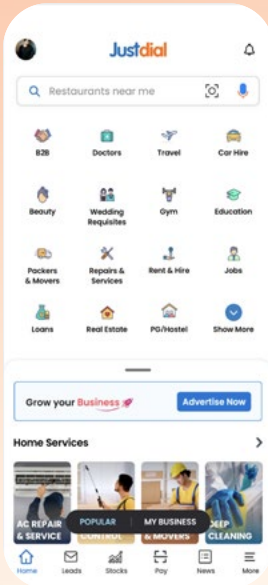 Justdial
Restaurants near me
B2B
Doctors
Travel
Car Hire
Beauty
Wedding
Requisites
Gym
Education
Packers
& Movers
Repairs &
Services
Rent & Hire
Jobs
Loans
Real Estate
PG/Hostel
Show More
Grow your Business
Advertise Now
Home Services
AC REPAIR
& SERVICE
CONTROL
& MOVERS
DEEP
CLEANING
POPULAR
MY BUSINESS
Home
Leads
Stocks
Pay
News
More